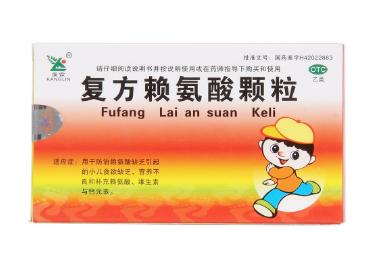 批准文号：国药准字H42022863
康霖
KANGLIN
请仔细阅读说明书并按说明使用或在药师指导下购买和使用
OTC
乙类
复方赖氨酸颗粒
Fufang Lai an suan Keli
适应症：用于防治赖氨酸缺乏引起
的小儿食欲缺乏、营养不
良和补充赖氨酸、维生素
与钙元素。